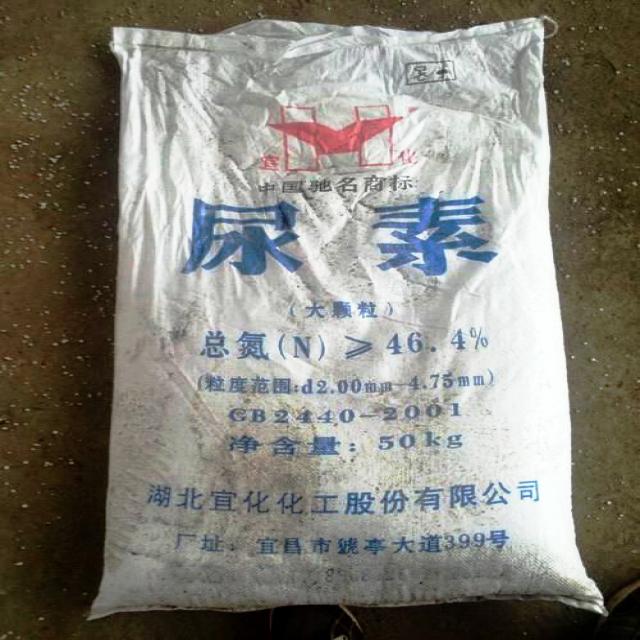 宜 化
中国驰名商标
尿素
(大颗粒)
总氮(N) ≥ 46.4%
(粒度范围:d2.00mm-4.75mm)
GB2440-2001
净含量: 50kg
湖北宜化化工股份有限公司
厂址: 宜昌市猇亭大道399号